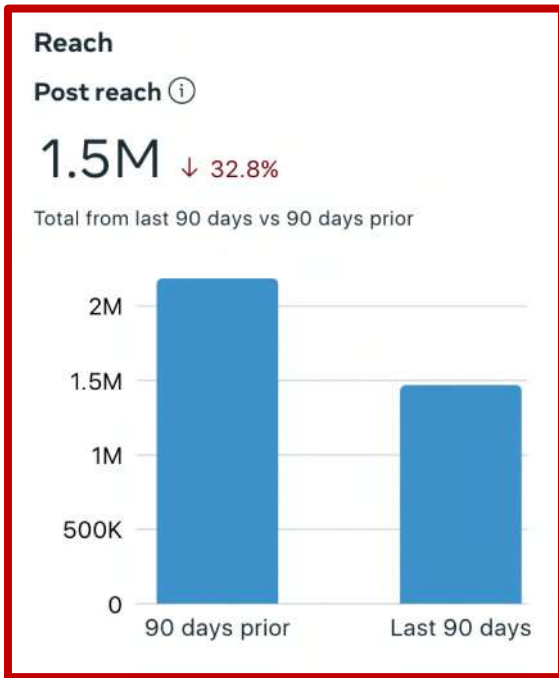 Reach
Post reach ⓘ
1.5M ↓ 32.8%
Total from last 90 days vs 90 days prior
2M
1.5M
1M
500K
0
90 days prior Last 90 days